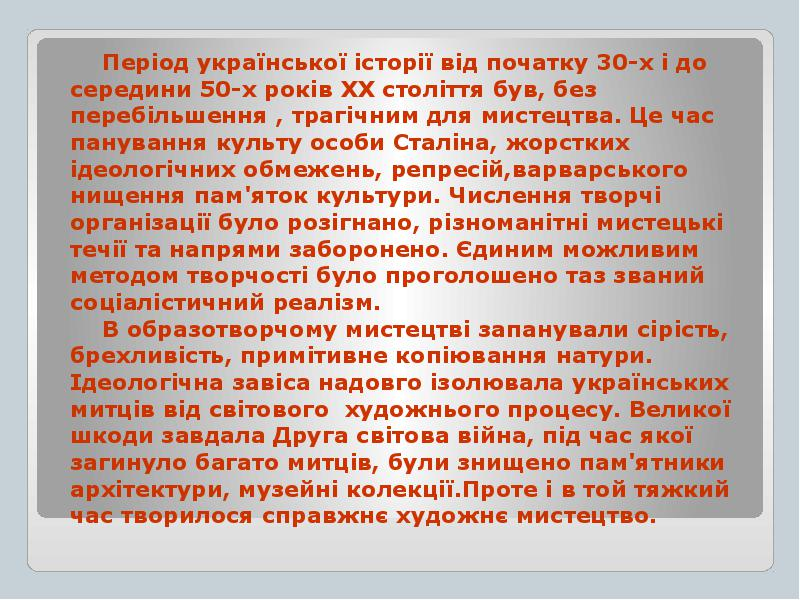 Період української історії від початку 30-х і до
середини 50-х років ХХ століття був, без
перебільшення , трагічним для мистецтва. Це час
панування культу особи Сталіна, жорстких
ідеологічних обмежень, репресій,варварського
нищення пам'яток культури. Числення творчі
організації було розігнано, різноманітні мистецькі
течії та напрями заборонено. Єдиним можливим
методом творчості було проголошено таз званий
соціалістичний реалізм.
В образотворчому мистецтві запанували сірість,
брехливість, примітивне копіювання натури.
Ідеологічна завіса надовго ізолювала українських
митців від світового художнього процесу. Великої
шкоди завдала Друга світова війна, під час якої
загинуло багато митців, були знищено пам'ятники
архітектури, музейні колекції.Проте і в той тяжкий
час творилося справжнє художнє мистецтво.